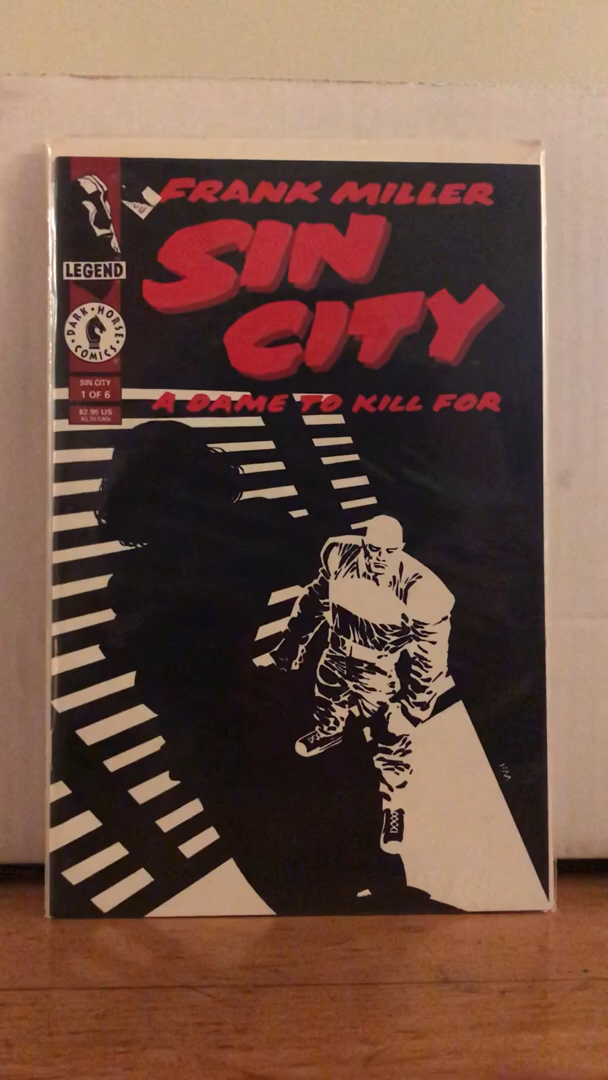 FRANK MILLER
SIN
CITY
A DAME TO KILL FOR
LEGEND
DARK·HORSE
COMICS
SIN CITY
1 OF 6
$2.95 US
FM